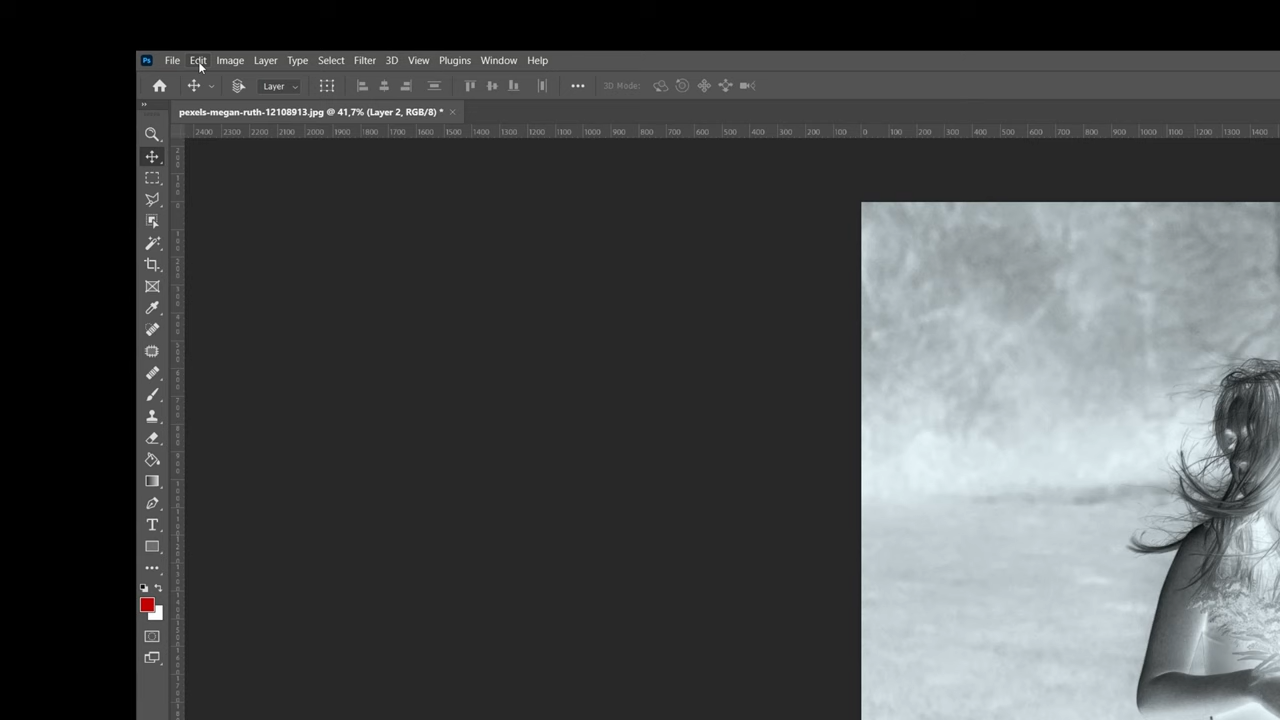 Ps File Edit Image Layer Type Select Filter 3D View Plugins Window Help
Layer 3D Mode:
pexels-megan-ruth-12108913.jpg @ 41,7% (Layer 2, RGB/8) *
2400 2300 2200 2100 2000 1900 1800 1700 1600 1500 1400 1300 1200 1100 1000 900 800 700 600 500 400 300 200 100 0 100 200 300 400 500 600 700 800 900 1000 1100 1200 1300 1400